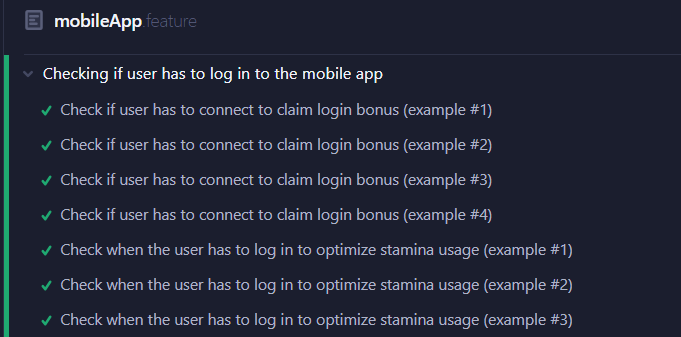 mobileApp.feature
Checking if user has to log in to the mobile app
Check if user has to connect to claim login bonus (example #1)
Check if user has to connect to claim login bonus (example #2)
Check if user has to connect to claim login bonus (example #3)
Check if user has to connect to claim login bonus (example #4)
Check when the user has to log in to optimize stamina usage (example #1)
Check when the user has to log in to optimize stamina usage (example #2)
Check when the user has to log in to optimize stamina usage (example #3)